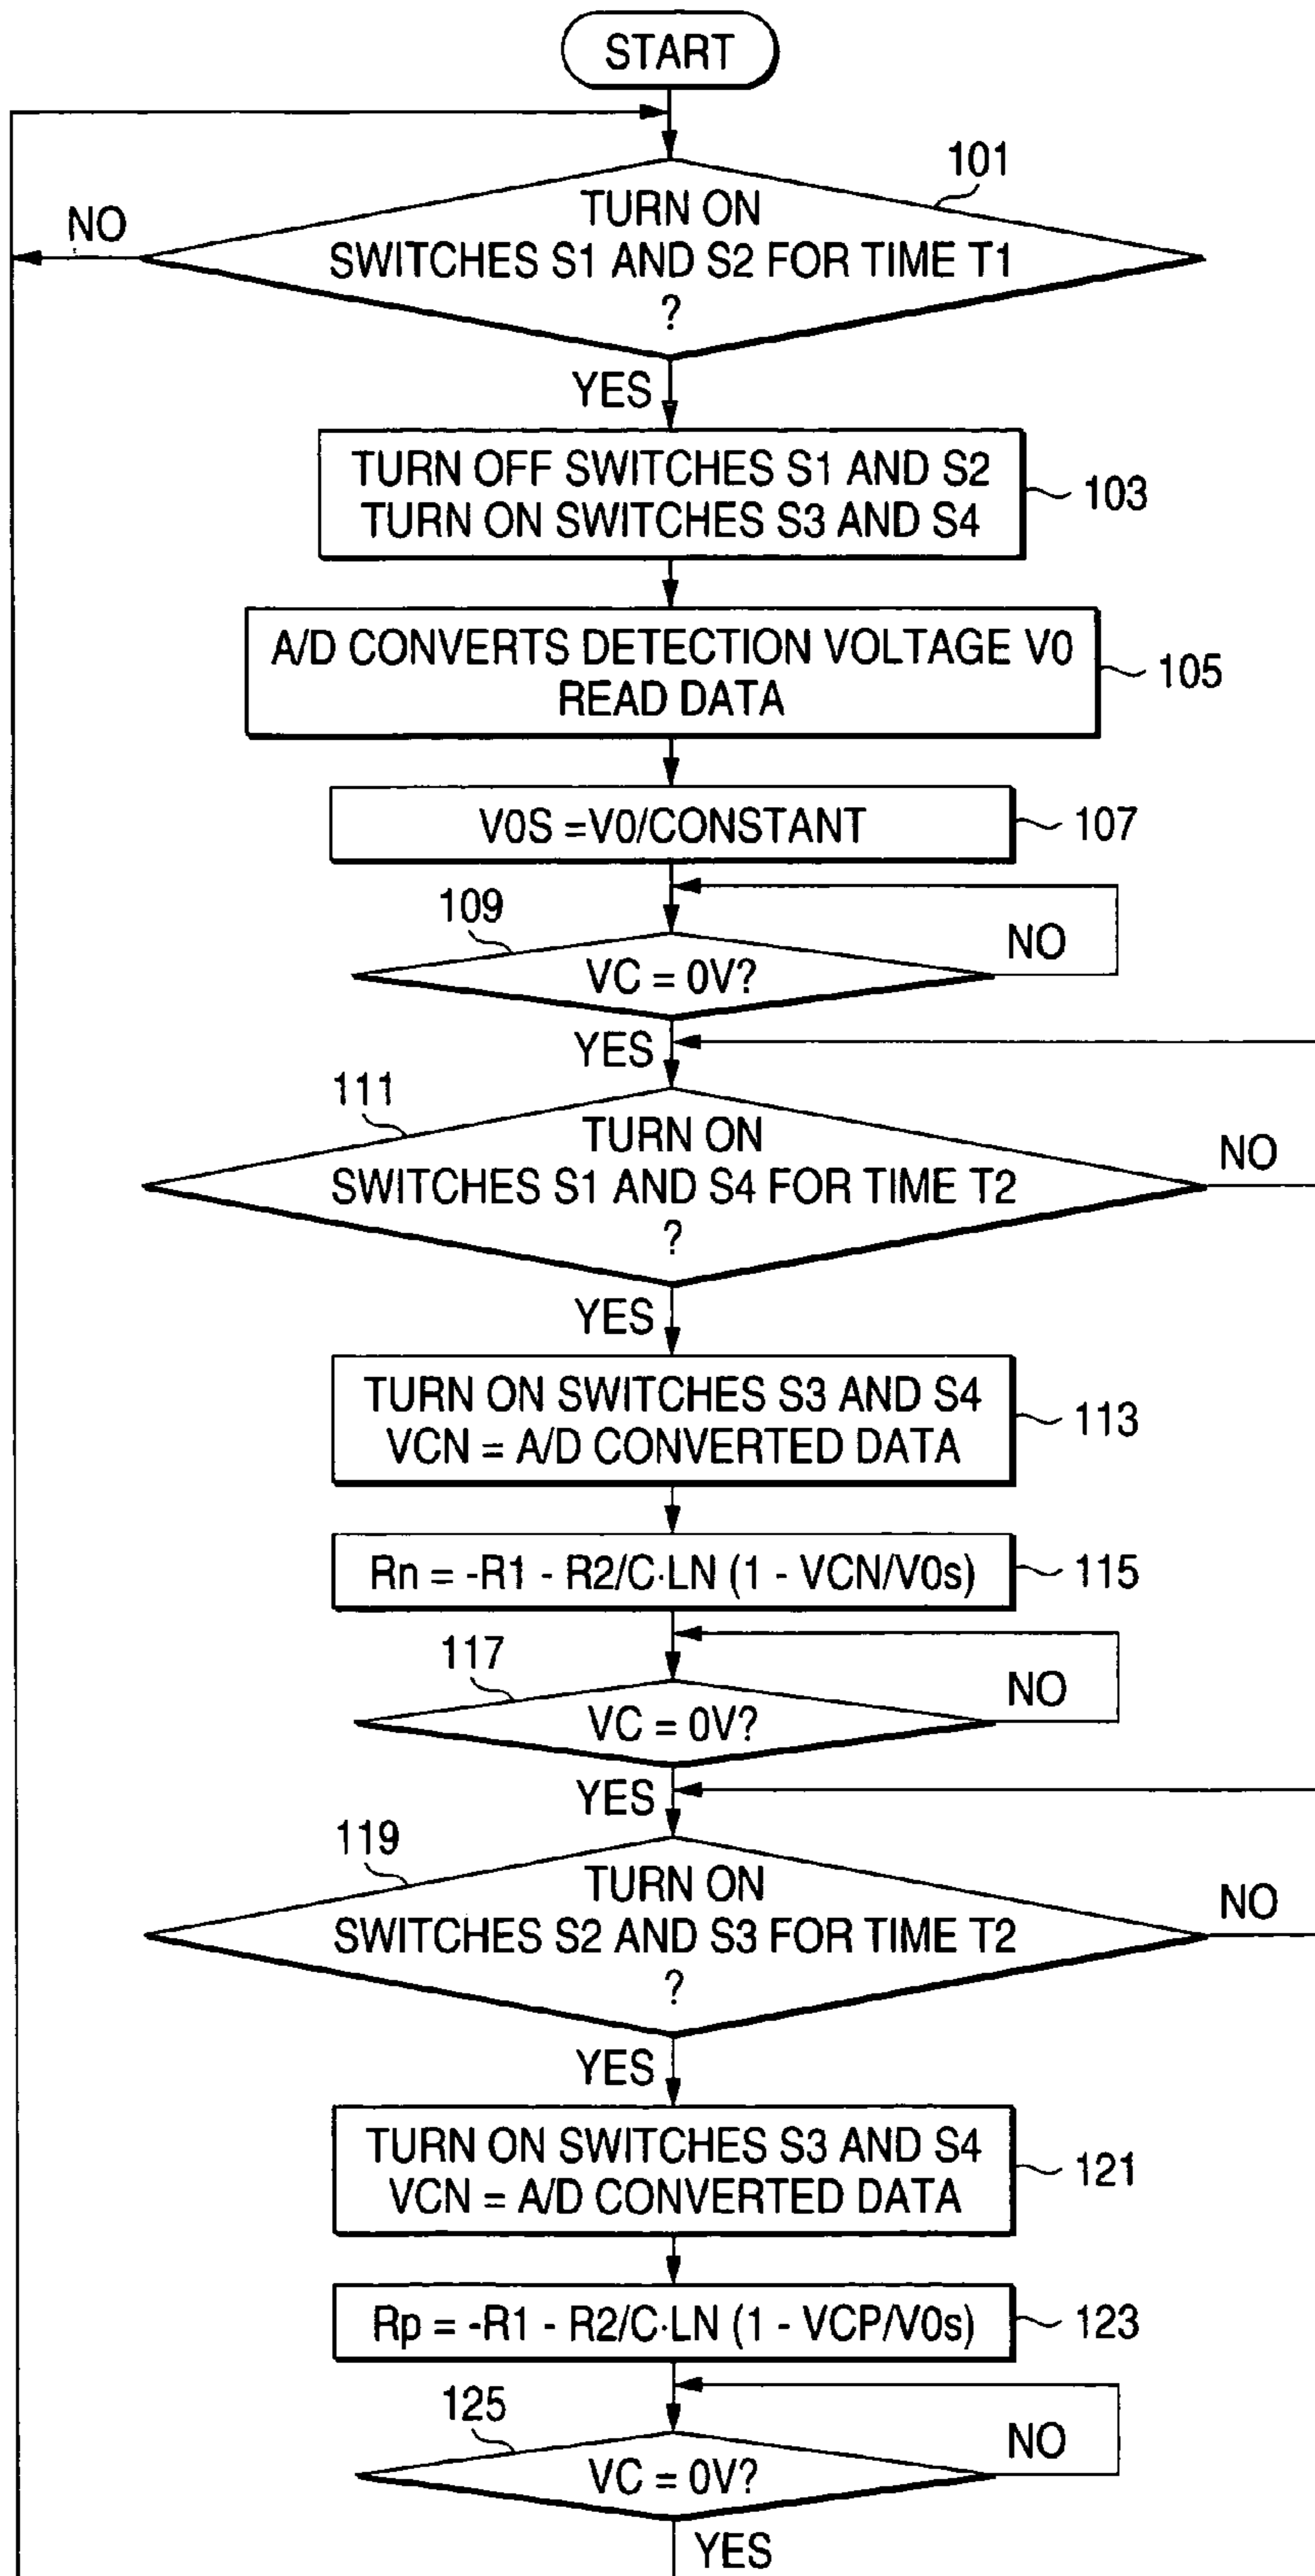 START
101
TURN ON
SWITCHES S1 AND S2 FOR TIME T1
?
NO
YES
TURN OFF SWITCHES S1 AND S2
TURN ON SWITCHES S3 AND S4
103
A/D CONVERTS DETECTION VOLTAGE V0
READ DATA
105
V0S =V0/CONSTANT
107
109
VC = 0V?
NO
YES
111
TURN ON
SWITCHES S1 AND S4 FOR TIME T2
?
NO
YES
TURN ON SWITCHES S3 AND S4
VCN = A/D CONVERTED DATA
113
Rn = -R1 - R2/C·LN (1 - VCN/V0s)
115
117
VC = 0V?
NO
YES
119
TURN ON
SWITCHES S2 AND S3 FOR TIME T2
?
NO
YES
TURN ON SWITCHES S3 AND S4
VCN = A/D CONVERTED DATA
121
Rp = -R1 - R2/C·LN (1 - VCP/V0s)
123
125
VC = 0V?
NO
YES